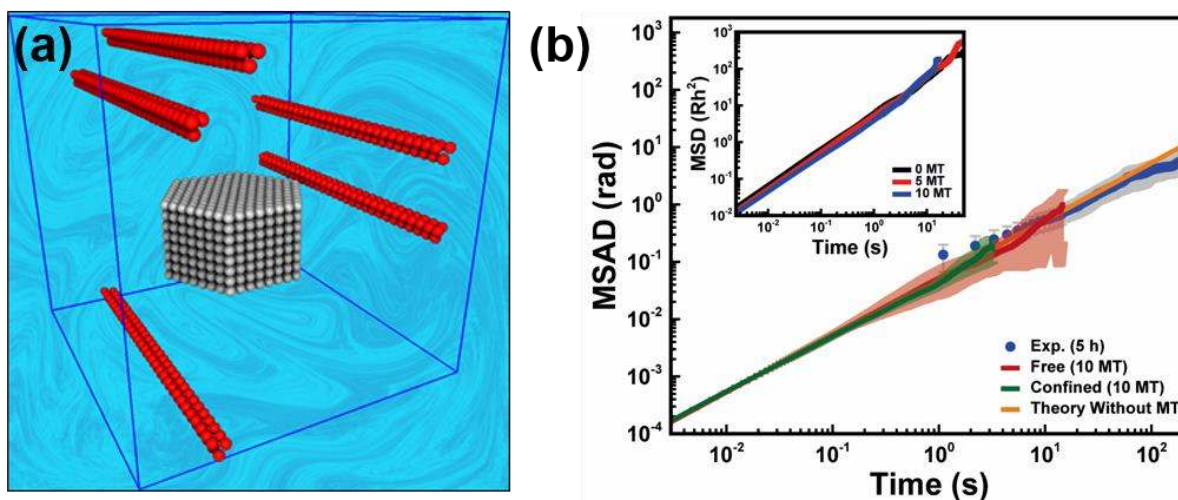 (a)
(b)
MSAD (rad)
10³
10²
10¹
10⁰
10⁻¹
10⁻²
10⁻³
10⁻⁴
MSD (Rh²)
10³
10²
10¹
10⁰
10⁻¹
10⁻²
0 MT
5 MT
10 MT
10⁻² 10⁻¹ 10⁰ 10¹
Time (s)
Exp. (5 h)
Free (10 MT)
Confined (10 MT)
Theory Without MT
10⁻² 10⁻¹ 10⁰ 10¹ 10²
Time (s)